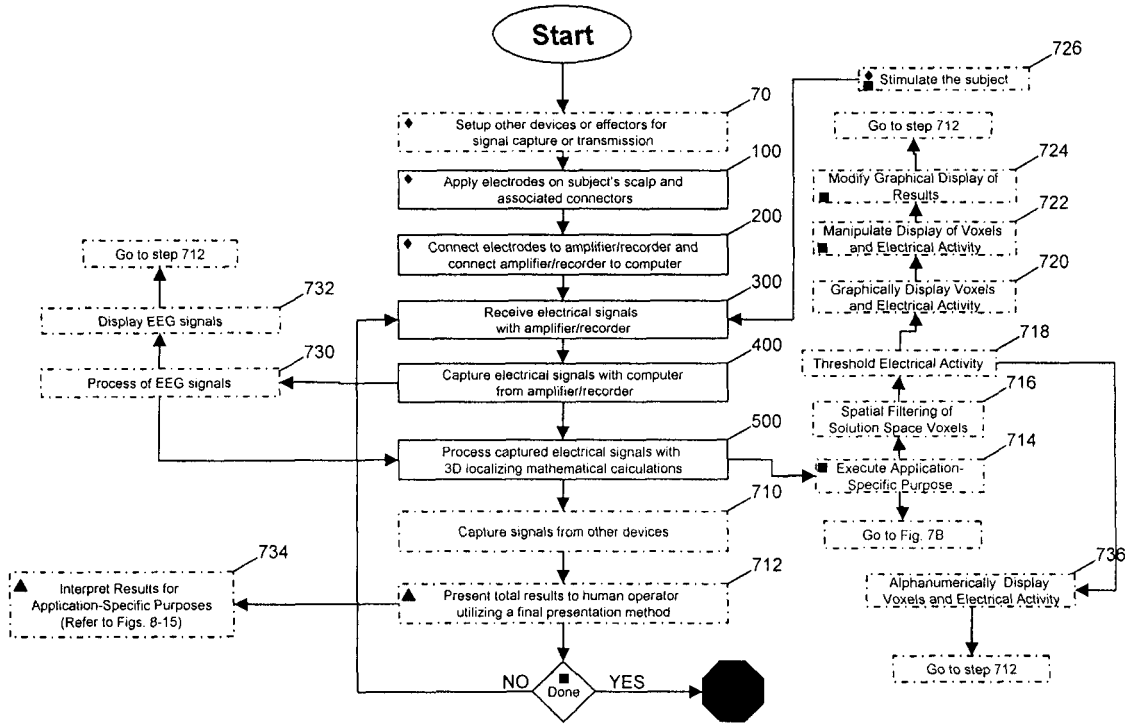 Start
70
Setup other devices or effectors for
signal capture or transmission
100
Apply electrodes on subject's scalp and
associated connectors
200
Connect electrodes to amplifier/recorder and
connect amplifier/recorder to computer
300
Receive electrical signals
with amplifier/recorder
400
Capture electrical signals with computer
from amplifier/recorder
500
Process captured electrical signals with
3D localizing mathematical calculations
710
Capture signals from other devices
712
Present total results to human operator
utilizing a final presentation method
NO
Done
YES
Go to step 712
732
Display EEG signals
730
Process of EEG signals
734
Interpret Results for
Application-Specific Purposes
(Refer to Figs. 8-15)
726
Stimulate the subject
Go to step 712
724
Modify Graphical Display of
Results
722
Manipulate Display of Voxels
and Electrical Activity
720
Graphically Display Voxels
and Electrical Activity
718
Threshold Electrical Activity
716
Spatial Filtering of
Solution Space Voxels
714
Execute Application-
Specific Purpose
Go to Fig. 7B
736
Alphanumerically Display
Voxels and Electrical Activity
Go to step 712